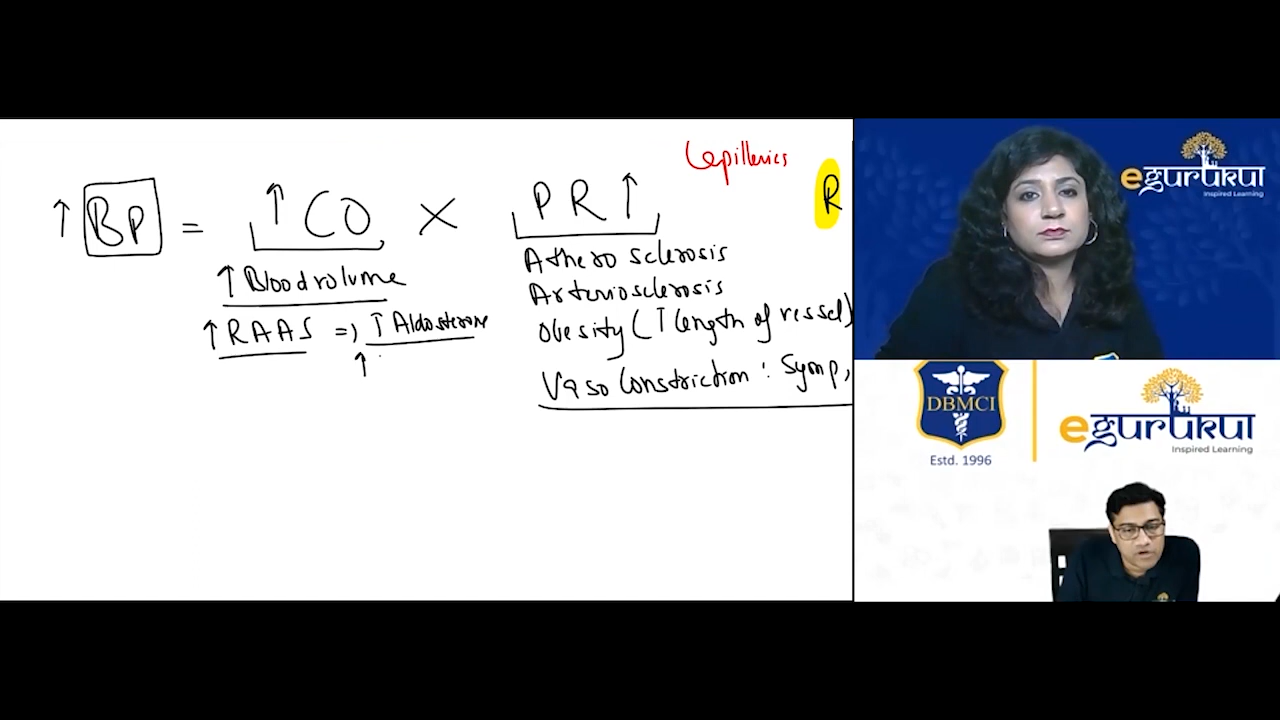 Capilleries
↑ BP = ↑ CO × PR ↑
R
↑ Blood volume
↑ RAAS => ↑ Aldosterone
↑
Athero sclerosis
Arteriosclerosis
Obesity ( ↑ length of vessel)
Vaso Constriction : Symp,
egurukul
Inspired Learning
DBMCI
Estd. 1996
egurukul
Inspired Learning